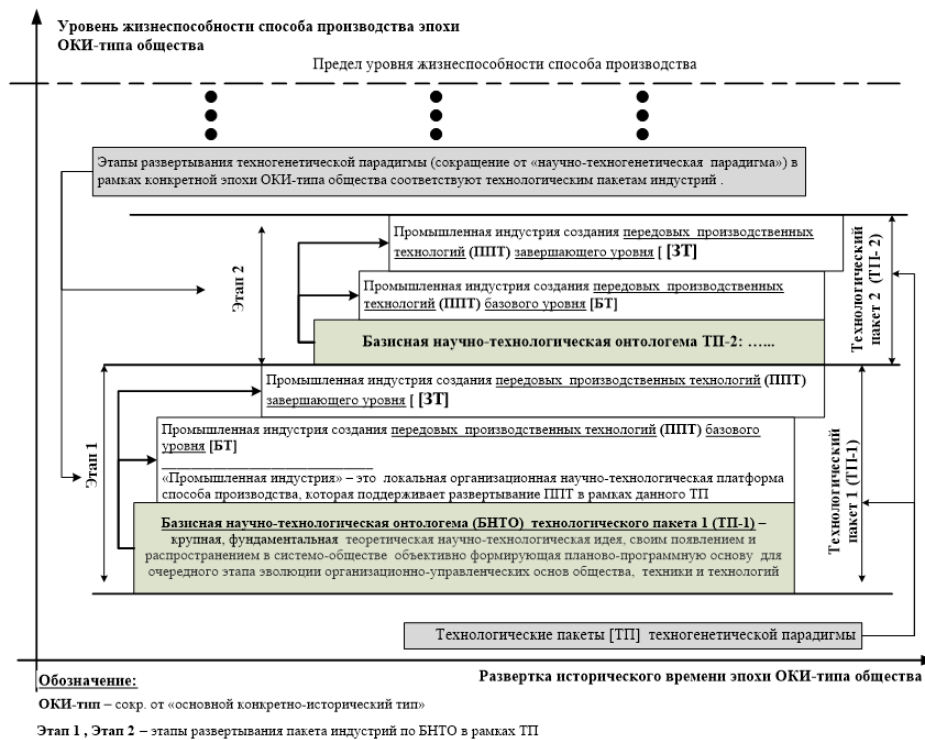 Уровень жизнеспособности способа производства эпохи
ОКИ-типа общества
Предел уровня жизнеспособности способа производства
Этапы развертывания техногенетической парадигмы (сокращение от «научно-техногенетическая парадигма») в
рамках конкретной эпохи ОКИ-типа общества соответствуют технологическим пакетам индустрий .
Этап 2
Промышленная индустрия создания передовых производственных
технологий (ППТ) завершающего уровня [ [ЗТ]
Промышленная индустрия создания передовых производственных
технологий (ППТ) базового уровня [БТ]
Базисная научно-технологическая онтологема ТП-2: …...
Технологический
пакет 2 (ТП- 2)
Этап 1
Промышленная индустрия создания передовых производственных технологий (ППТ)
завершающего уровня [ [ЗТ]
Промышленная индустрия создания передовых производственных технологий (ППТ) базового
уровня [БТ]
«Промышленная индустрия» – это локальная организационная научно-технологическая платформа
способа производства, которая поддерживает развертывание ППТ в рамках данного ТП
Базисная научно-технологическая онтологема (БНТО) технологического пакета 1 (ТП-1) –
крупная, фундаментальная теоретическая научно-технологическая идея, своим появлением и
распространением в системо-обществе объективно формирующая планово-программную основу для
очередного этапа эволюции организационно-управленческих основ общества, техники и технологий
Технологический
пакет 1 (ТП-1)
Технологические пакеты [ТП] техногенетической парадигмы
Развертка исторического времени эпохи ОКИ-типа общества
Обозначение:
ОКИ-тип – сокр. от «основной конкретно-исторический тип»
Этап 1 , Этап 2 – этапы развертывания пакета индустрий по БНТО в рамках ТП